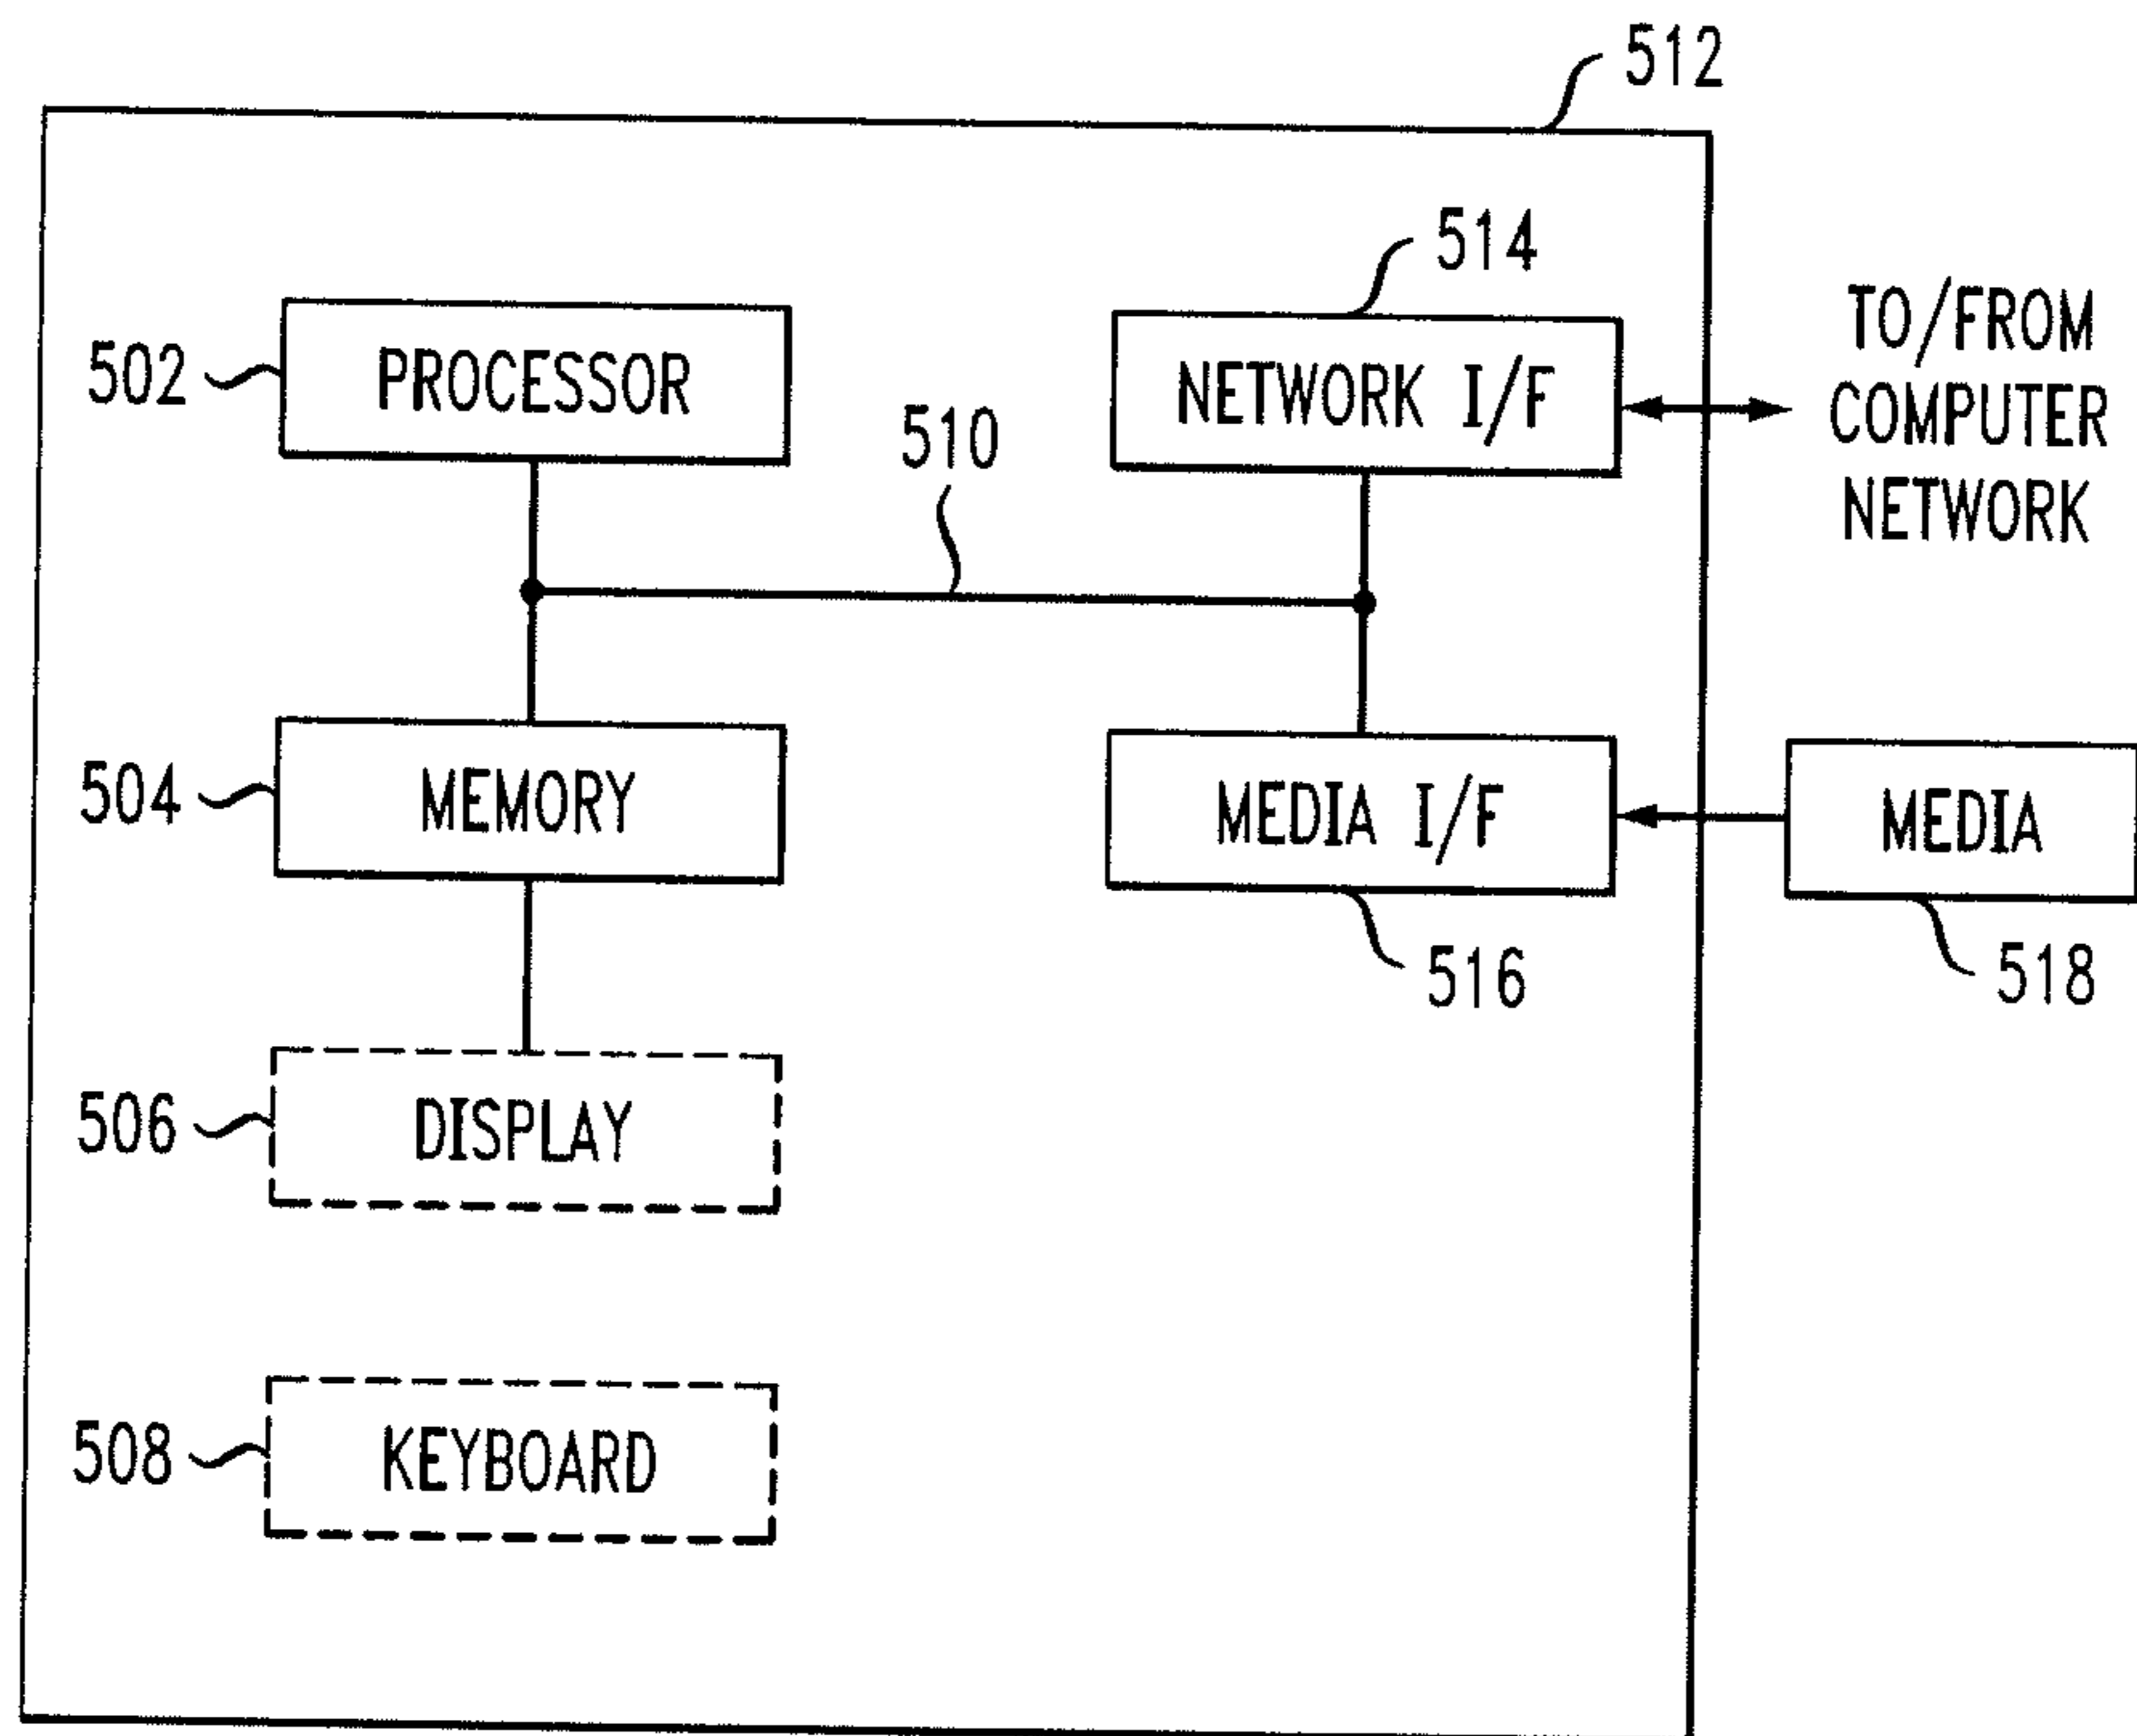 512
514
502
PROCESSOR
NETWORK I/F
TO/FROM
COMPUTER
NETWORK
510
504
MEMORY
MEDIA I/F
MEDIA
516
518
506
DISPLAY
508
KEYBOARD